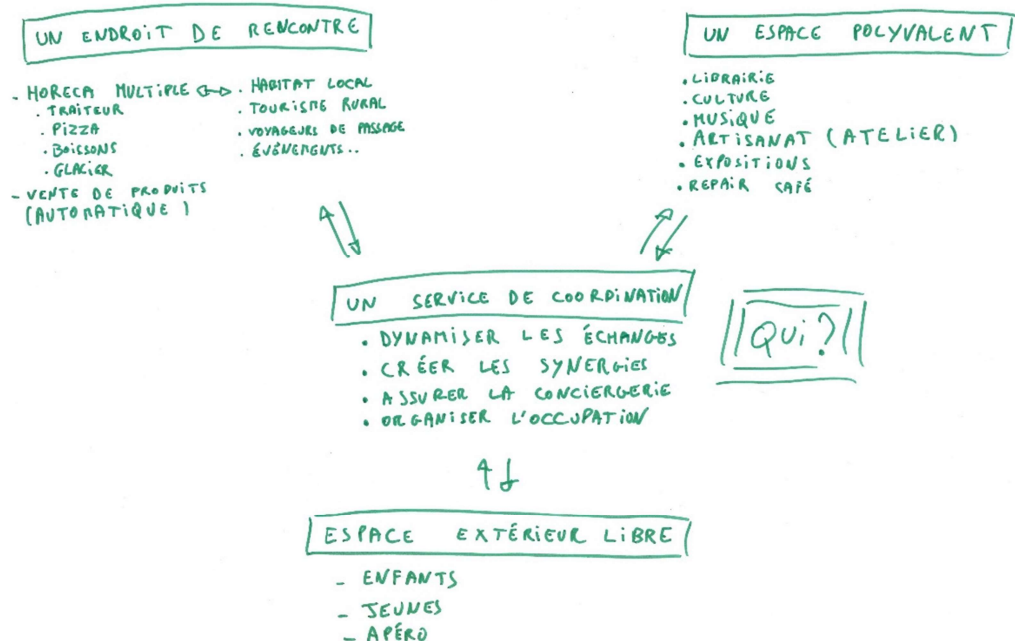 UN ENDROIT DE RENCONTRE
- HORECA MULTIPLE
. TRAITEUR
. PIZZA
. BOISSONS
. GLACIER
- VENTE DE PRODUITS
(AUTOMATIQUE)
. HABITAT LOCAL
. TOURISME RURAL
. VOYAGEURS DE PASSAGE
. ÉVÉNEMENTS..
UN ESPACE POLYVALENT
. LIBRAIRIE
. CULTURE
. MUSIQUE
. ARTISANAT (ATELIER)
. EXPOSITIONS
. REPAIR CAFÉ
UN SERVICE DE COORDINATION
. DYNAMISER LES ÉCHANGES
. CRÉER LES SYNERGIES
. ASSURER LA CONCIERGERIE
. ORGANISER L'OCCUPATION
QUI?
ESPACE EXTÉRIEUR LIBRE
- ENFANTS
- JEUNES
- APÉRO